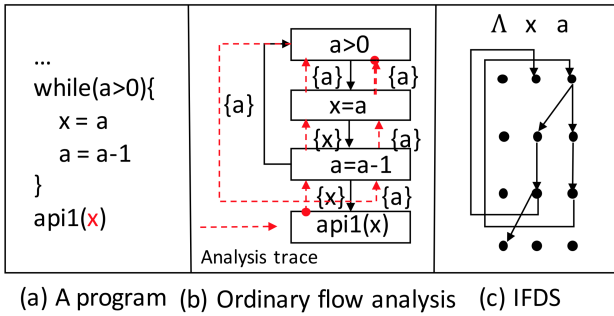 ...
while(a>0){
x = a
a = a-1
}
api1(x)
a>0
{a} {a}
{a}
x=a
{x} {a}
a=a-1
{x} {a}
api1(x)
Analysis trace
Λ x a
(a) A program (b) Ordinary flow analysis (c) IFDS